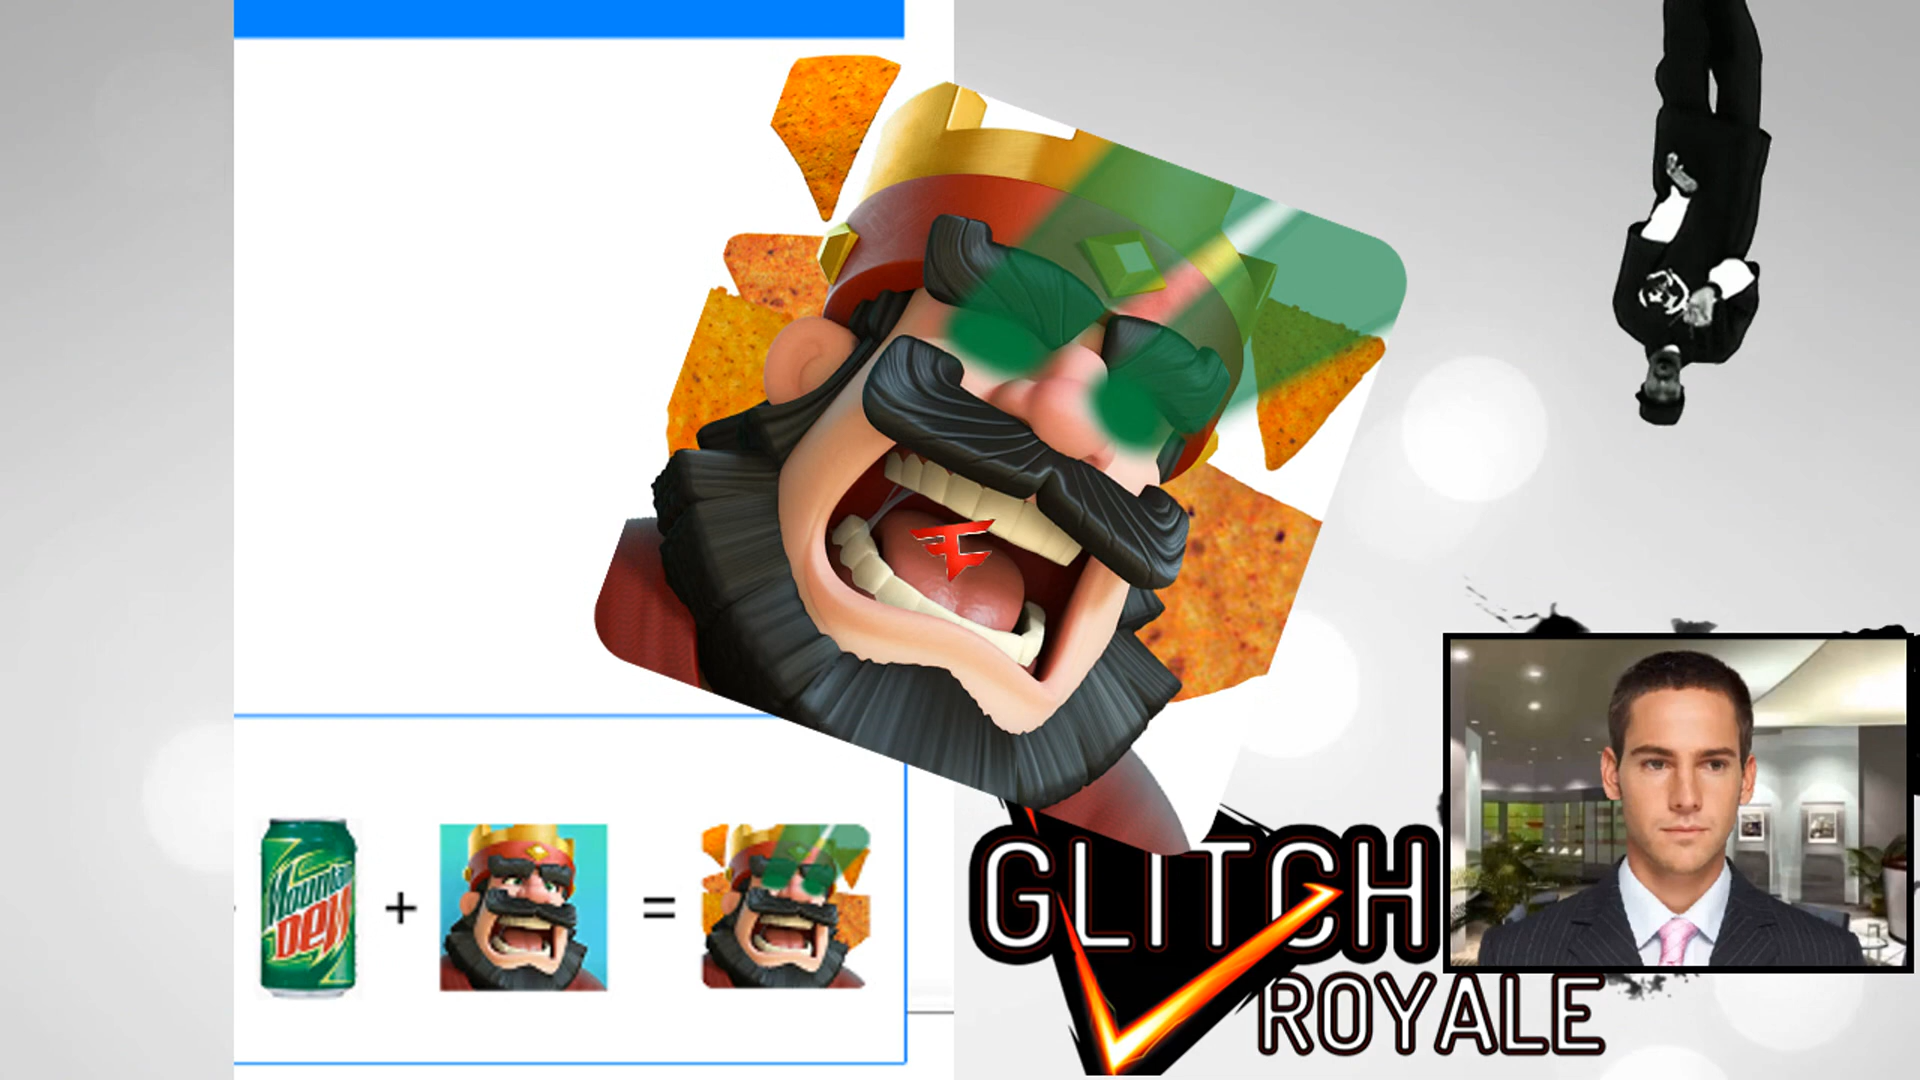 Mountain
DEW
+
=
GLITCH
ROYALE